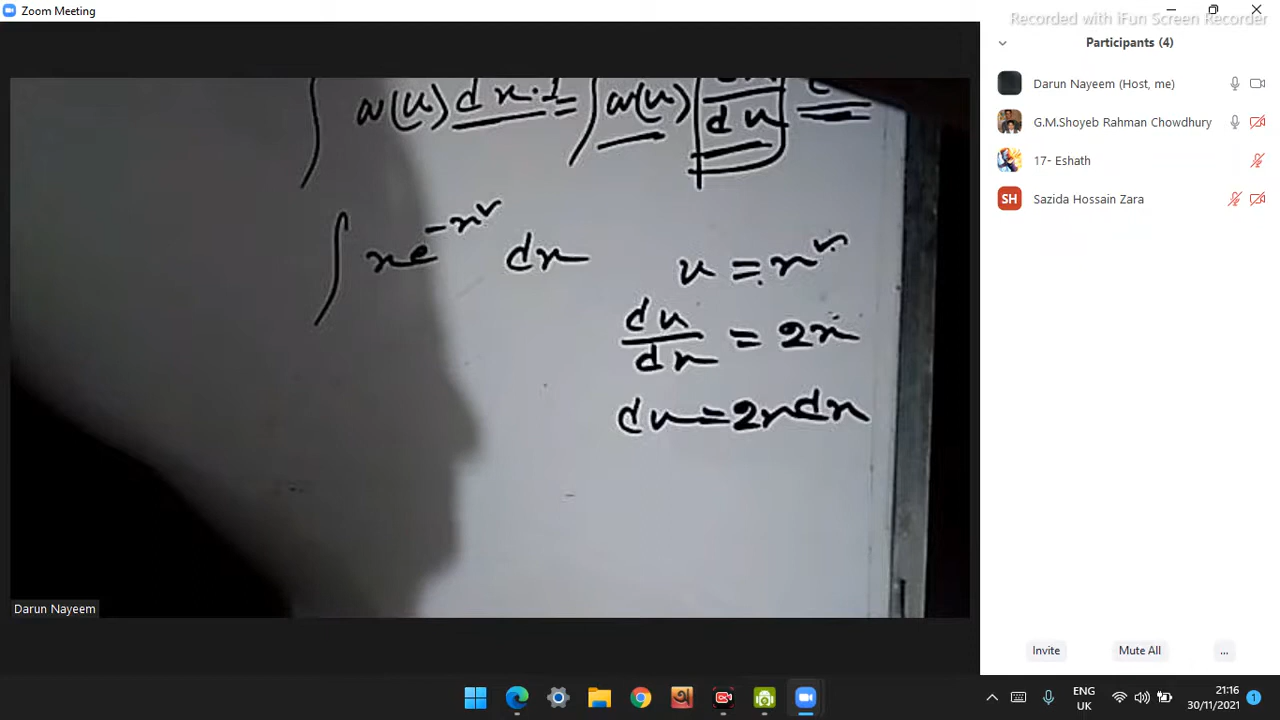 Zoom Meeting
Recorded with iFun Screen Recorder
Participants (4)
Darun Nayeem (Host, me)
G.M.Shoyeb Rahman Chowdhury
17- Eshath
SH Sazida Hossain Zara
∫ w(u) dx.1 = ∫ w(u)
du
∫ xe^-x² dx
u = x²
du/dx = 2x
du = 2xdx
Darun Nayeem
Invite Mute All ...
অ
ENG
UK
21:16
30/11/2021
1